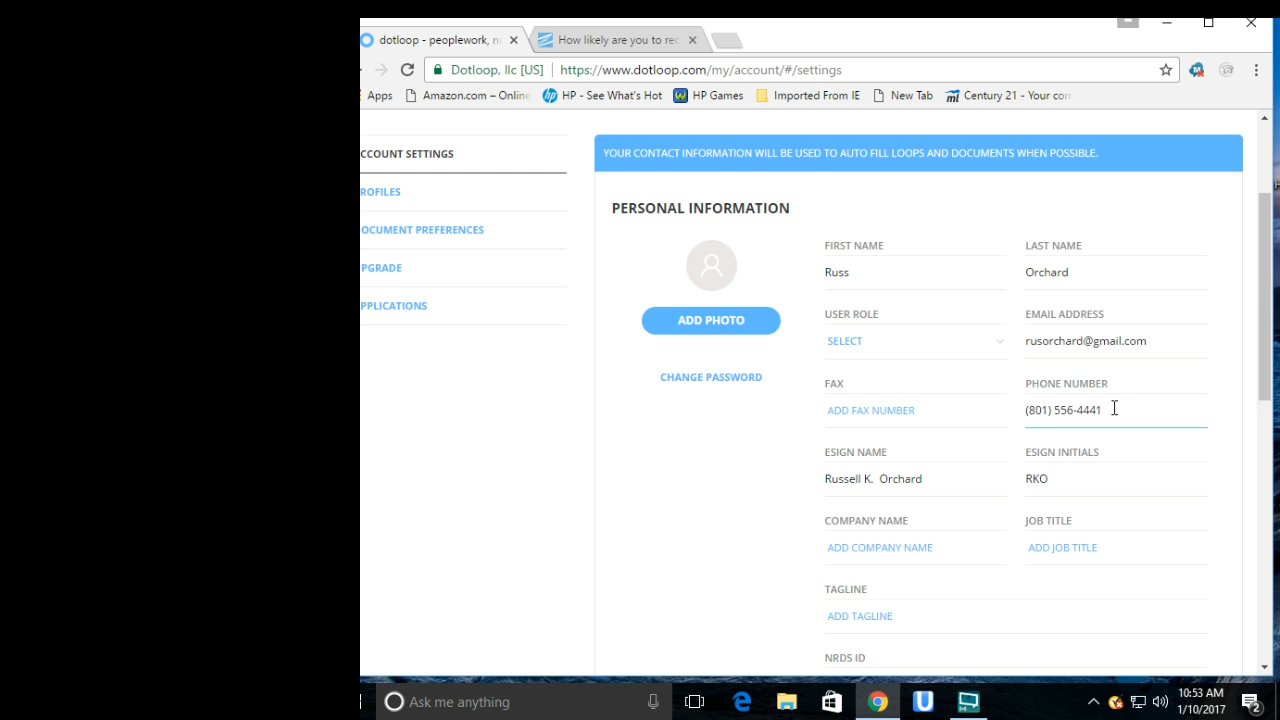 dotloop - peoplework, n
How likely are you to rec
Dotloop, llc [US] https://www.dotloop.com/my/account/#/settings
Apps Amazon.com – Online HP - See What's Hot HP Games Imported From IE New Tab Century 21 - Your con
YOUR CONTACT INFORMATION WILL BE USED TO AUTO FILL LOOPS AND DOCUMENTS WHEN POSSIBLE.
CCOUNT SETTINGS
ROFILES
OCUMENT PREFERENCES
PGRADE
PPLICATIONS
PERSONAL INFORMATION
ADD PHOTO
CHANGE PASSWORD
FIRST NAME LAST NAME
Russ Orchard
USER ROLE EMAIL ADDRESS
SELECT rusorchard@gmail.com
FAX PHONE NUMBER
ADD FAX NUMBER (801) 556-4441
ESIGN NAME ESIGN INITIALS
Russell K. Orchard RKO
COMPANY NAME JOB TITLE
ADD COMPANY NAME ADD JOB TITLE
TAGLINE
ADD TAGLINE
NRDS ID
Ask me anything
10:53 AM
1/10/2017
2